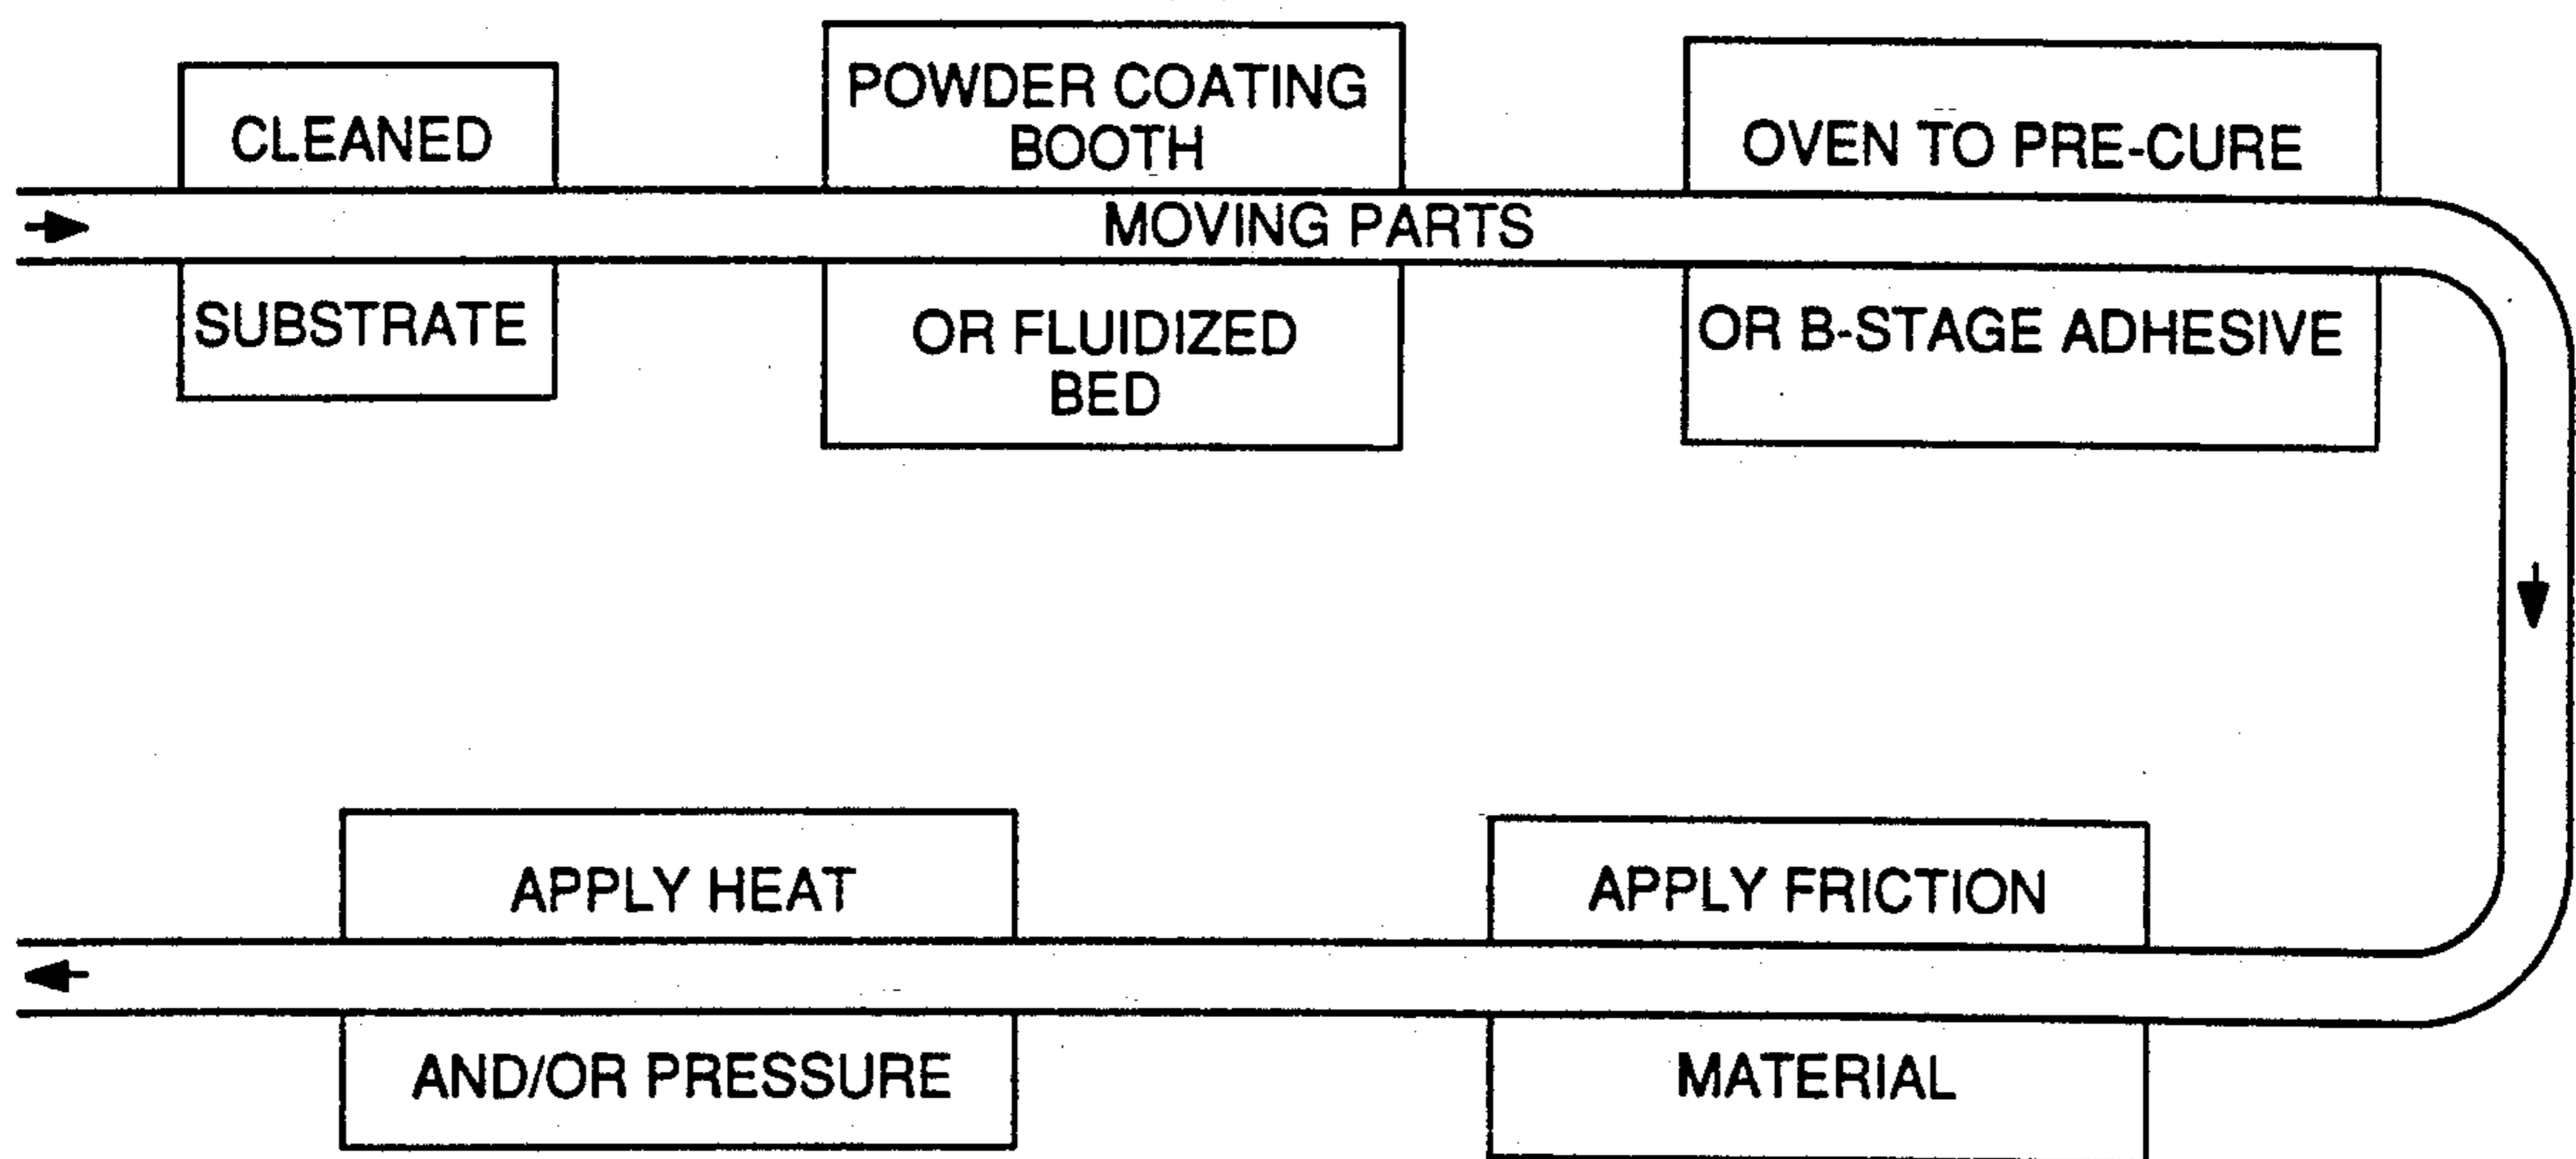 CLEANED
SUBSTRATE
POWDER COATING
BOOTH
MOVING PARTS
OR FLUIDIZED
BED
OVEN TO PRE-CURE
OR B-STAGE ADHESIVE
APPLY FRICTION
MATERIAL
APPLY HEAT
AND/OR PRESSURE